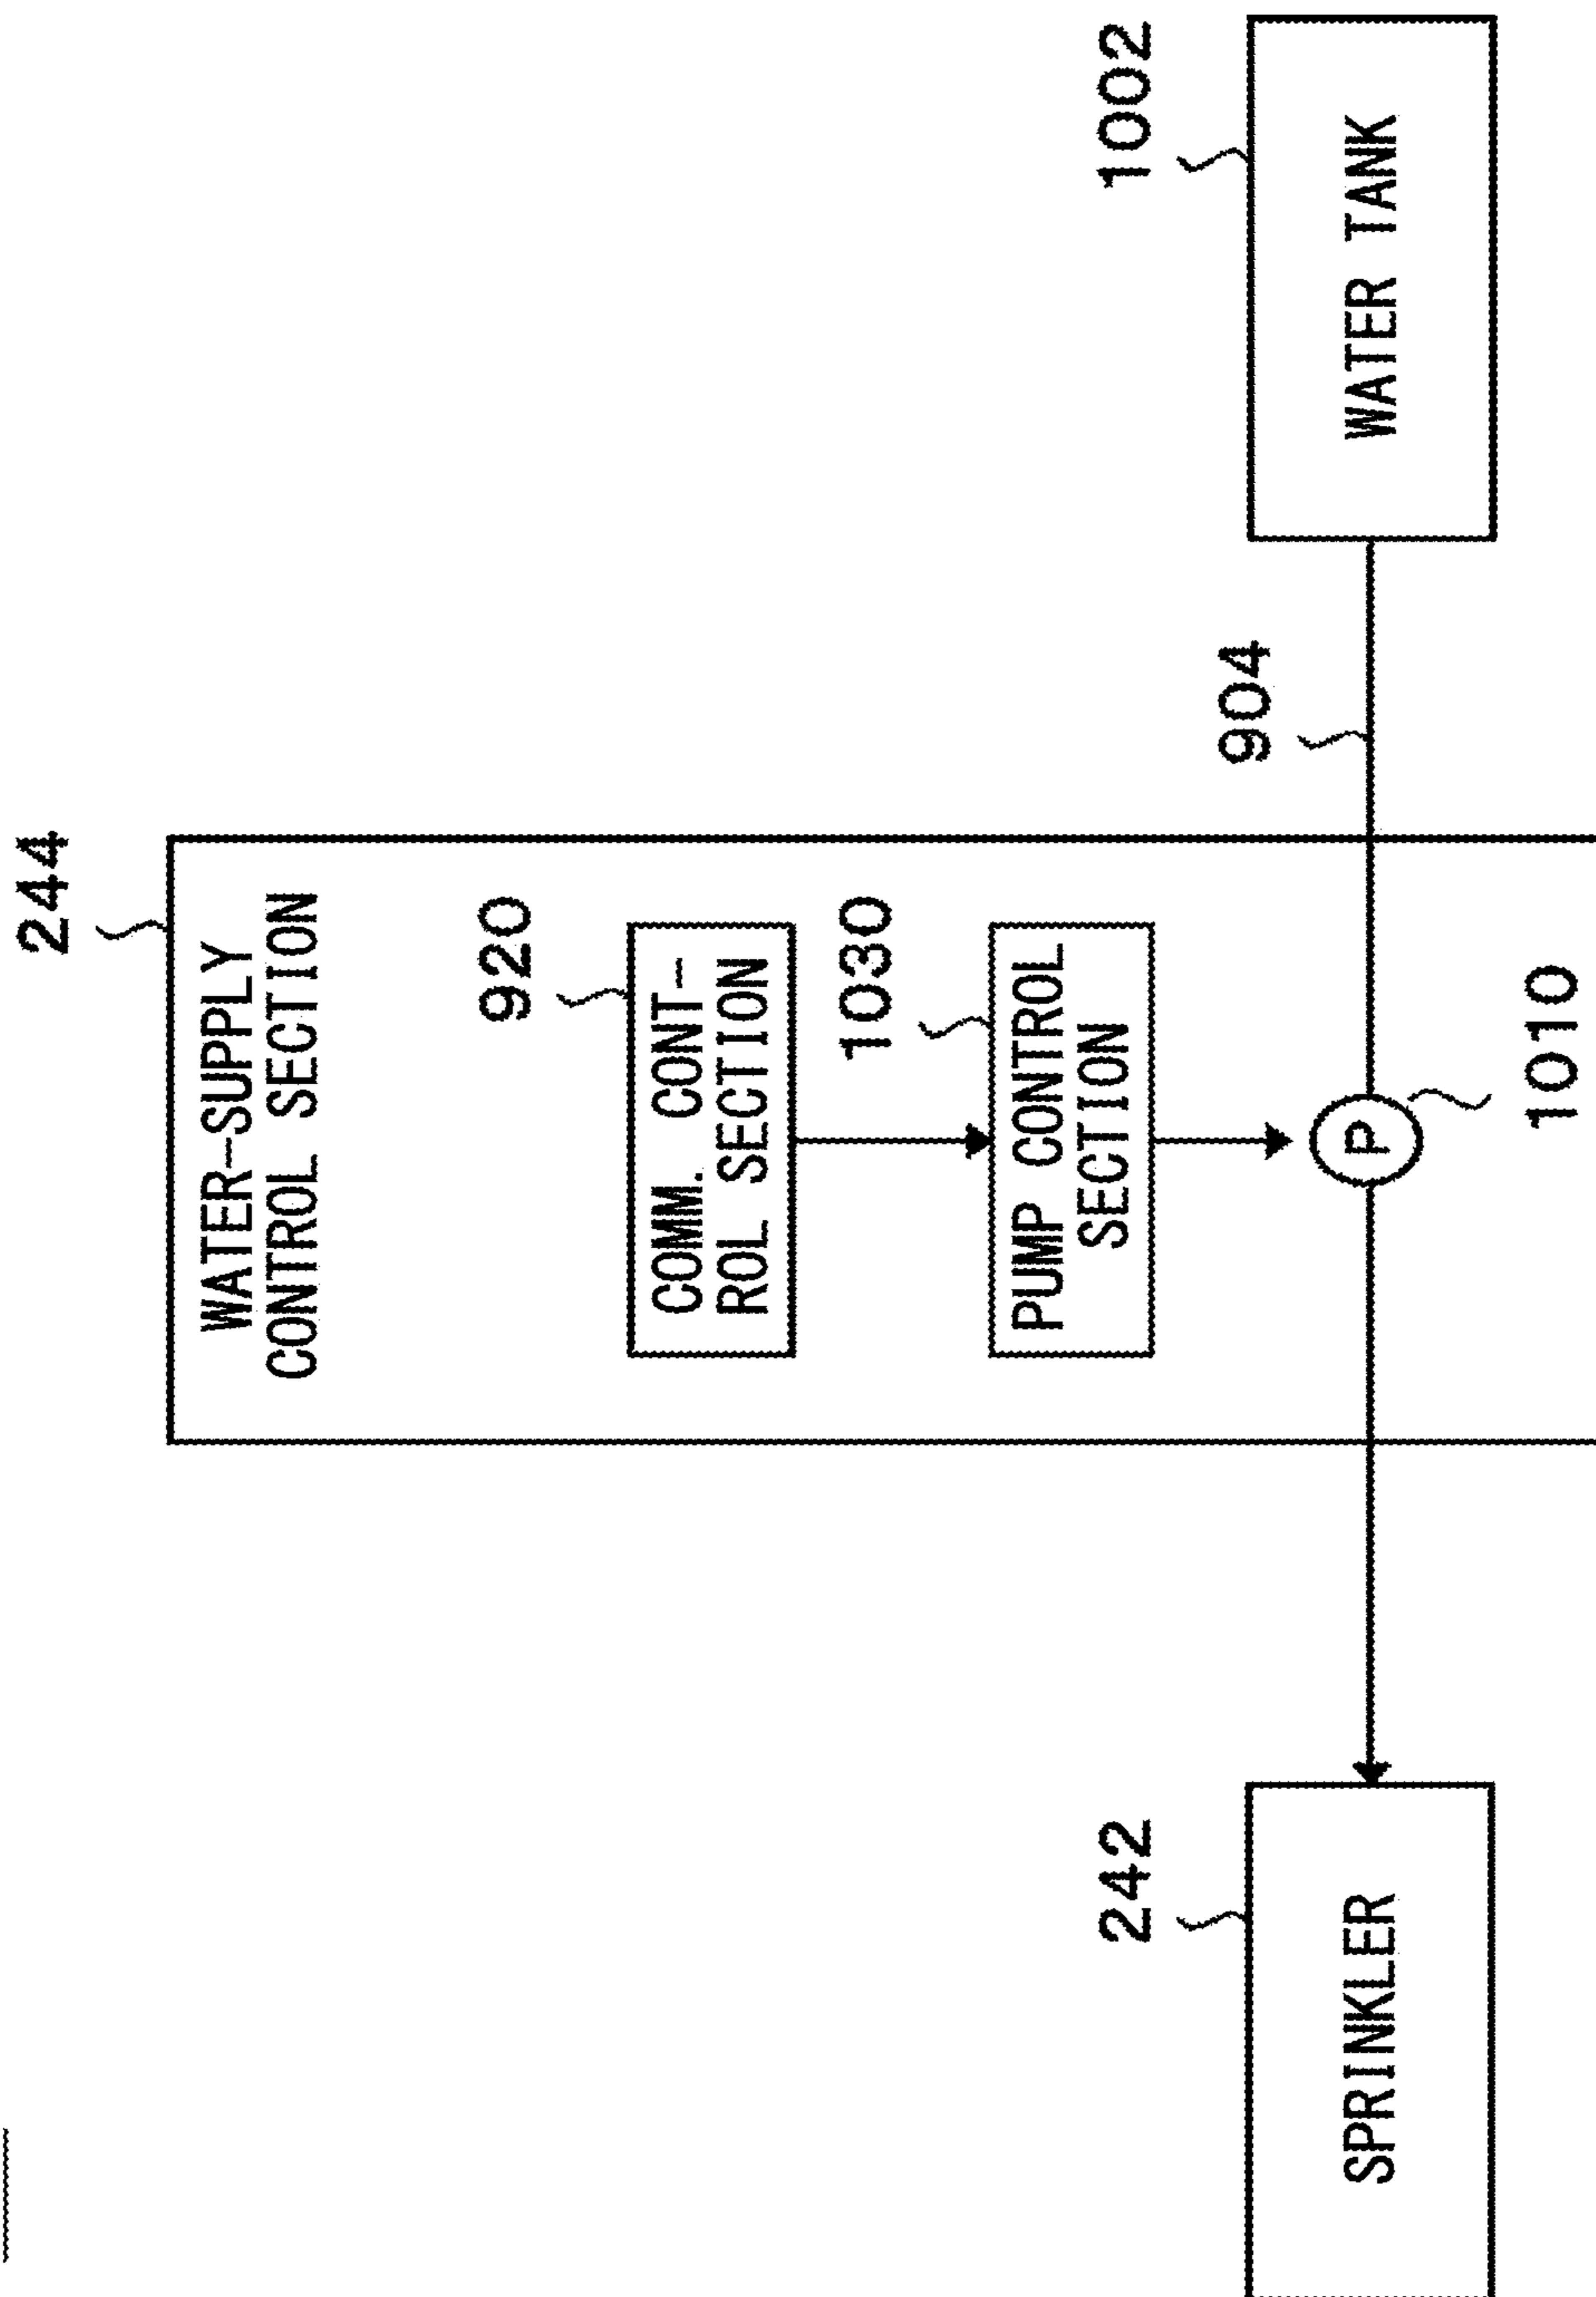 244
WATER-SUPPLY
CONTROL SECTION
920
COMM. CONT-
ROL SECTION
1030
PUMP CONTROL
SECTION
242
SPRINKLER
P
1010
904
1002
WATER TANK